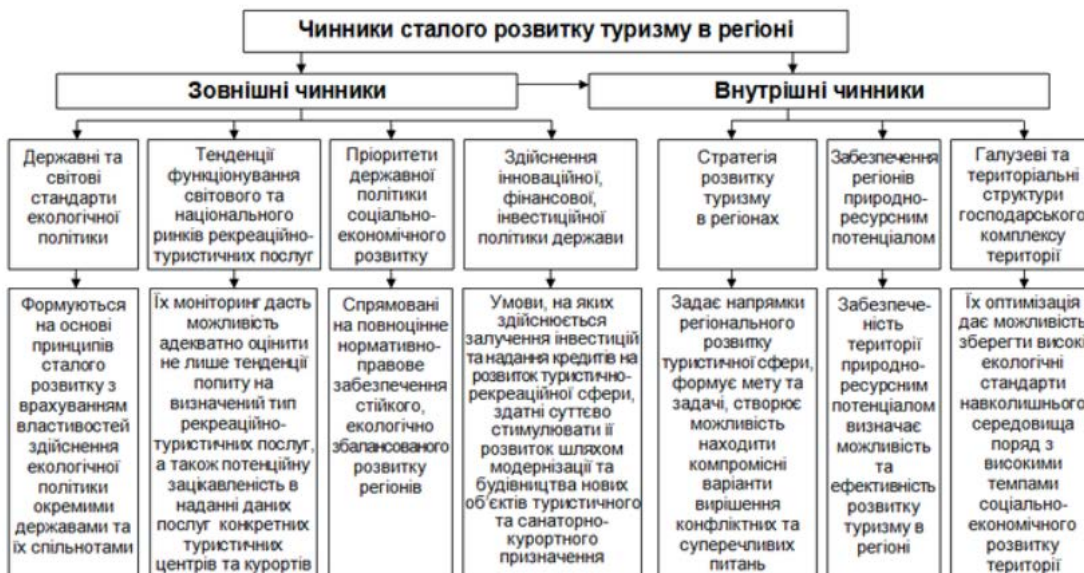 Чинники сталого розвитку туризму в регіоні
Зовнішні чинники
Внутрішні чинники
Державні та
світові
стандарти
екологічної
політики
Тенденції
функціонування
світового та
національного
ринків рекреаційно-
туристичних послуг
Пріоритети
державної
політики
соціально-
економічного
розвитку
Здійснення
інноваційної,
фінансової,
інвестиційної
політики держави
Стратегія
розвитку
туризму
в регіонах
Забезпечення
регіонів
природно-
ресурсним
потенціалом
Галузеві та
територіальні
структури
господарського
комплексу
території
Формуються
на основі
принципів
сталого
розвитку з
врахуванням
властивостей
здійснення
екологічної
політики
окремими
державами та
їх спільнотами
Їх моніторинг дасть
можливість
адекватно оцінити
не лише тенденції
попиту на
визначений тип
рекреаційно-
туристичних послуг,
а також потенційну
зацікавленість в
наданні даних
послуг конкретних
туристичних
центрів та курортів
Спрямовані
на повноцінне
нормативно-
правове
забезпечення
стійкого,
екологічно
збалансованого
розвитку
регіонів
Умови, на яких
здійснюється
залучення інвестицій
та надання кредитів на
розвиток туристично-
рекреаційної сфери,
здатні суттєво
стимулювати її
розвиток шляхом
модернізації та
будівництва нових
об'єктів туристичного
та санаторно-
курортного
призначення
Задає напрямки
регіонального
розвитку
туристичної сфери,
формує мету та
задачі, створює
можливість
находити
компромісні
варіанти
вирішення
конфліктних та
суперечливих
питань
Забезпече-
ність
території
природно-
ресурсним
потенціалом
визначає
можливість
та
ефективність
розвитку
туризму в
регіоні
Їх оптимізація
дає можливість
зберегти високі
екологічні
стандарти
навколишнього
середовища
поряд з
високими
темпами
соціально-
економічного
розвитку
території